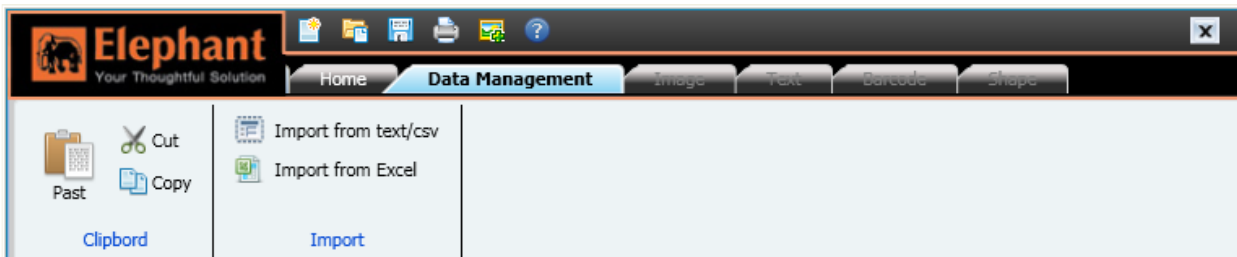 Elephant
Your Thoughtful Solution
Home Data Management Image Text Barcode Shape
Past
Cut
Copy
Clipbord
Import from text/csv
Import from Excel
Import